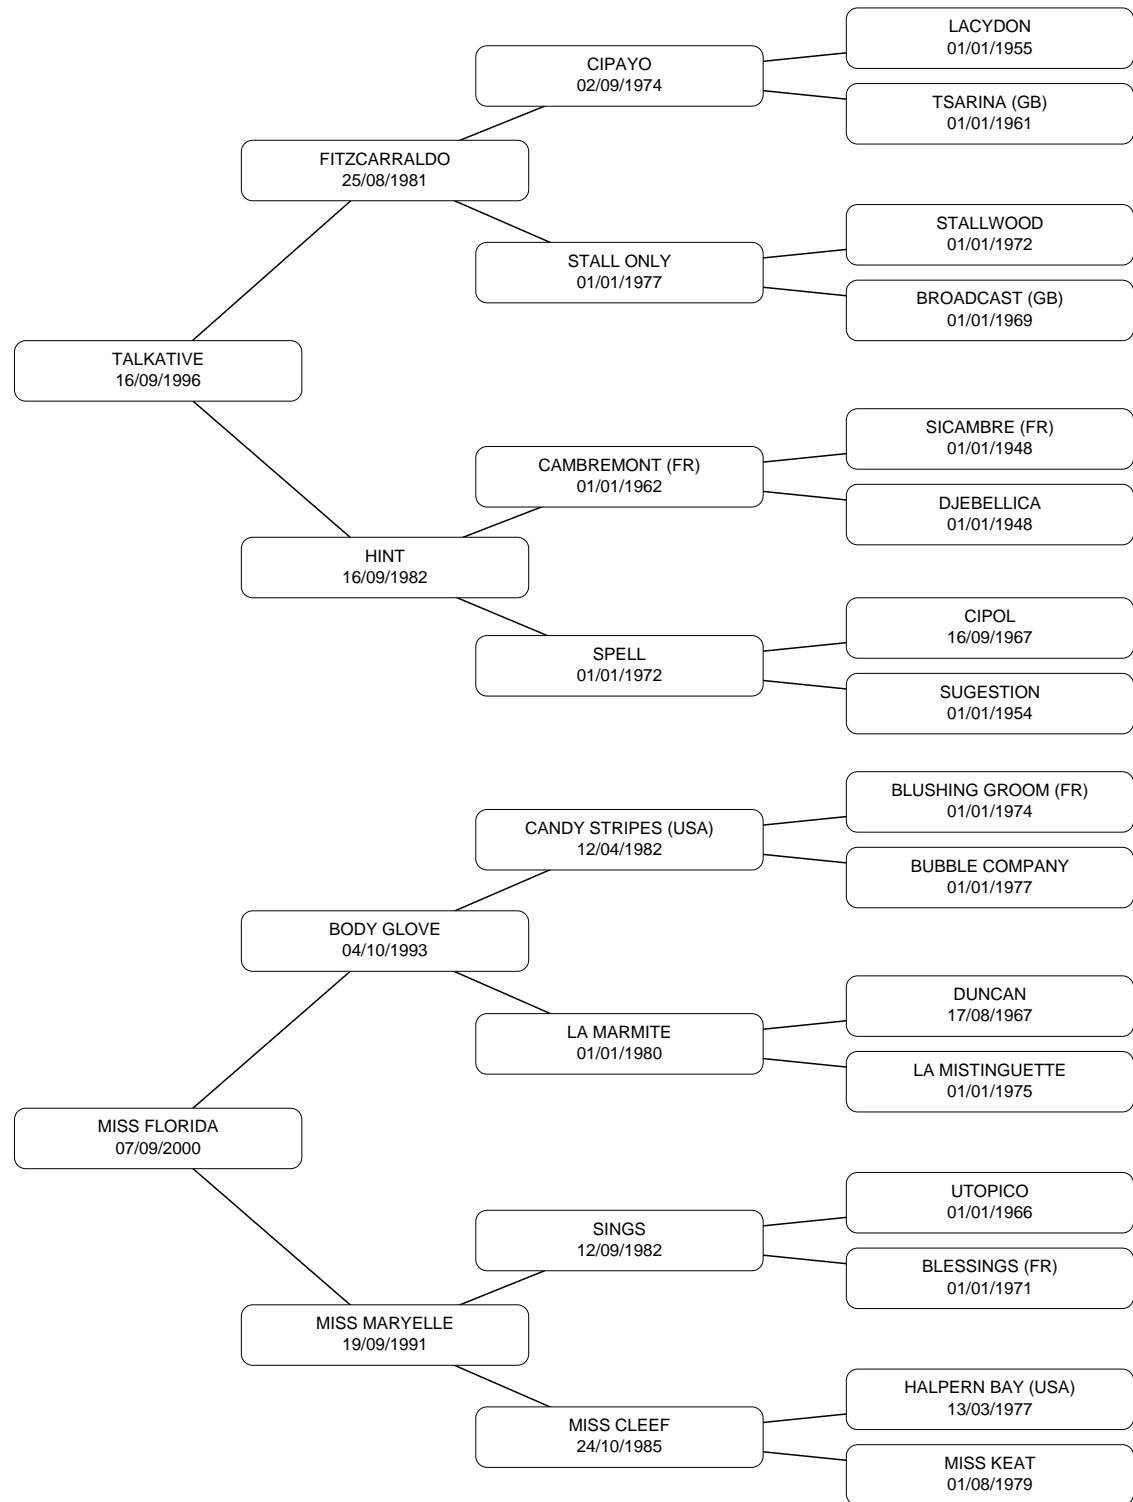 LACYDON
01/01/1955
CIPAYO
02/09/1974
TSARINA (GB)
01/01/1961
FITZCARRALDO
25/08/1981
STALLWOOD
01/01/1972
STALL ONLY
01/01/1977
BROADCAST (GB)
01/01/1969
TALKATIVE
16/09/1996
SICAMBRE (FR)
01/01/1948
CAMBREMONT (FR)
01/01/1962
DJEBELLICA
01/01/1948
HINT
16/09/1982
CIPOL
16/09/1967
SPELL
01/01/1972
SUGESTION
01/01/1954
BLUSHING GROOM (FR)
01/01/1974
CANDY STRIPES (USA)
12/04/1982
BUBBLE COMPANY
01/01/1977
BODY GLOVE
04/10/1993
DUNCAN
17/08/1967
LA MARMITE
01/01/1980
LA MISTINGUETTE
01/01/1975
MISS FLORIDA
07/09/2000
UTOPICO
01/01/1966
SINGS
12/09/1982
BLESSINGS (FR)
01/01/1971
MISS MARYELLE
19/09/1991
HALPERN BAY (USA)
13/03/1977
MISS CLEEF
24/10/1985
MISS KEAT
01/08/1979